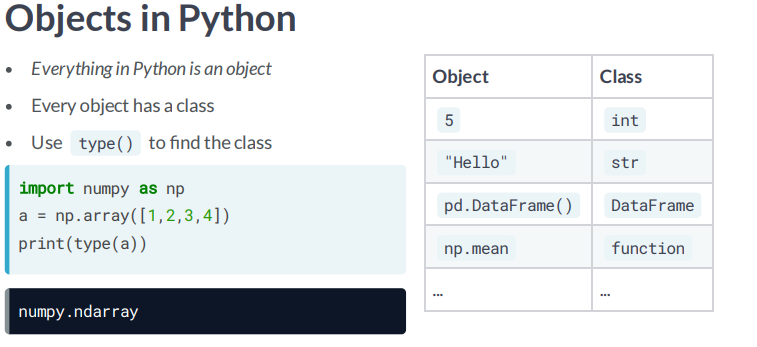 Objects in Python
• Everything in Python is an object
• Every object has a class
• Use type() to find the class
import numpy as np
a = np.array([1,2,3,4])
print(type(a))
numpy.ndarray
Object Class
5 int
"Hello" str
pd.DataFrame() DataFrame
np.mean function
... ...